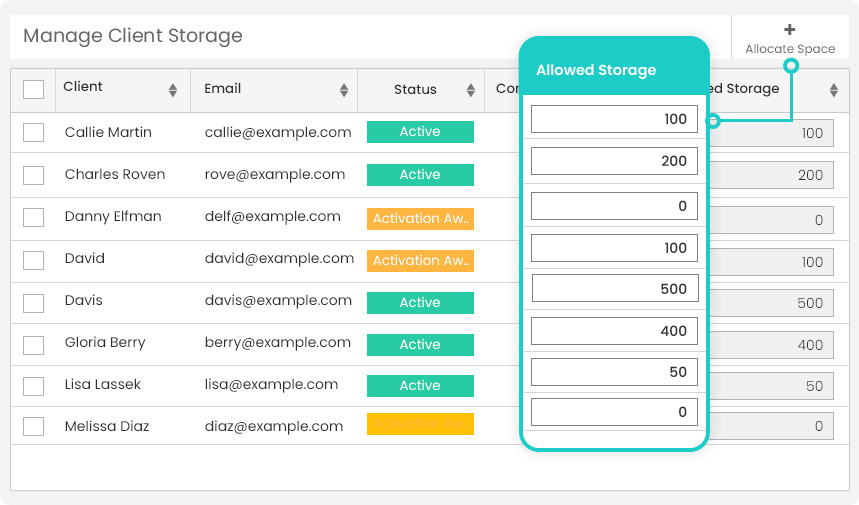 Manage Client Storage
+ Allocate Space
Client Email Status Con Allowed Storage ed Storage
Callie Martin callie@example.com Active 100 100
Charles Roven rove@example.com Active 200 200
Danny Elfman delf@example.com Activation Aw.. 0 0
David david@example.com Activation Aw.. 100 100
Davis davis@example.com Active 500 500
Gloria Berry berry@example.com Active 400 400
Lisa Lassek lisa@example.com Active 50 50
Melissa Diaz diaz@example.com 0 0